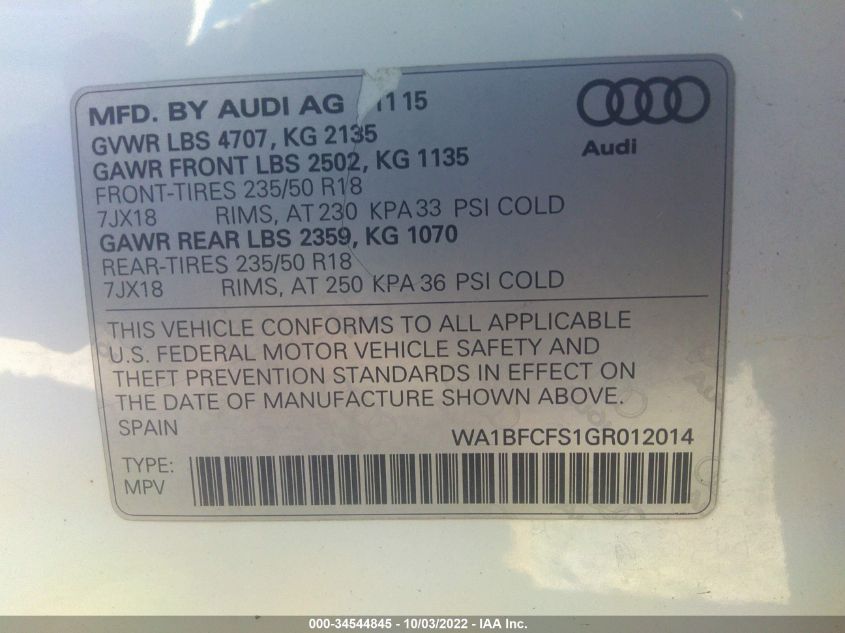 MFD. BY AUDI AG 11 15
Audi
GVWR LBS 4707, KG 2135
GAWR FRONT LBS 2502, KG 1135
FRONT-TIRES 235/50 R18
7JX18 RIMS, AT 230 KPA 33 PSI COLD
GAWR REAR LBS 2359, KG 1070
REAR-TIRES 235/50 R18
7JX18 RIMS, AT 250 KPA 36 PSI COLD
THIS VEHICLE CONFORMS TO ALL APPLICABLE
U.S. FEDERAL MOTOR VEHICLE SAFETY AND
THEFT PREVENTION STANDARDS IN EFFECT ON
THE DATE OF MANUFACTURE SHOWN ABOVE.
SPAIN
WA1BFCFS1GR012014
TYPE:
MPV
000-34544845 - 10/03/2022 - IAA Inc.